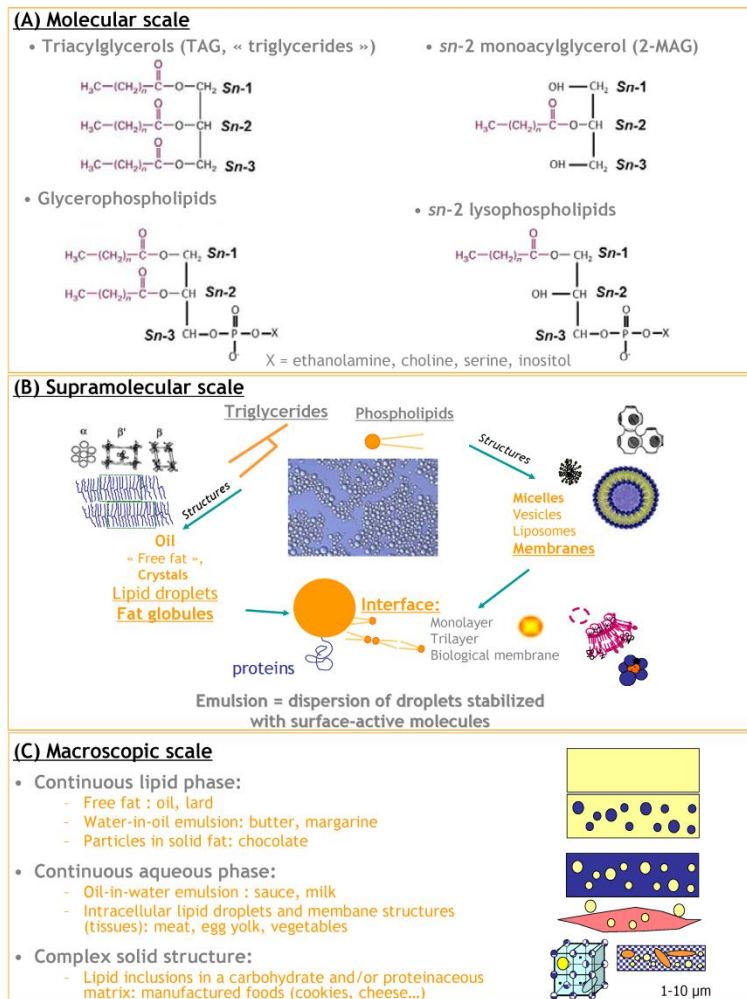 (A) Molecular scale
• Triacylglycerols (TAG, « triglycerides »)
O
H₃C—(CH₂)ₙ—C—O—CH₂ Sn-1
O
H₃C—(CH₂)ₙ—C—O—CH Sn-2
O
H₃C—(CH₂)ₙ—C—O—CH₂ Sn-3
• sn-2 monoacylglycerol (2-MAG)
OH—CH₂ Sn-1
O
H₃C—(CH₂)ₙ—C—O—CH Sn-2
OH—CH₂ Sn-3
• Glycerophospholipids
O
H₃C—(CH₂)ₙ—C—O—CH₂ Sn-1
O
H₃C—(CH₂)ₙ—C—O—CH Sn-2
O
Sn-3 CH—O—P—O—X
O⁻
• sn-2 lysophospholipids
O
H₃C—(CH₂)ₙ—C—O—CH₂ Sn-1
OH—CH Sn-2
O
Sn-3 CH—O—P—O—X
O⁻
X = ethanolamine, choline, serine, inositol
(B) Supramolecular scale
Triglycerides
Phospholipids
α β' β
Structures
Structures
Oil
« Free fat »,
Crystals
Lipid droplets
Fat globules
Micelles
Vesicles
Liposomes
Membranes
Interface:
Monolayer
Trilayer
Biological membrane
proteins
Emulsion = dispersion of droplets stabilized
with surface-active molecules
(C) Macroscopic scale
• Continuous lipid phase:
- Free fat : oil, lard
- Water-in-oil emulsion: butter, margarine
- Particles in solid fat: chocolate
• Continuous aqueous phase:
- Oil-in-water emulsion : sauce, milk
- Intracellular lipid droplets and membane structures
(tissues): meat, egg yolk, vegetables
• Complex solid structure:
- Lipid inclusions in a carbohydrate and/or proteinaceous
matrix: manufactured foods (cookies, cheese...)
1-10 µm